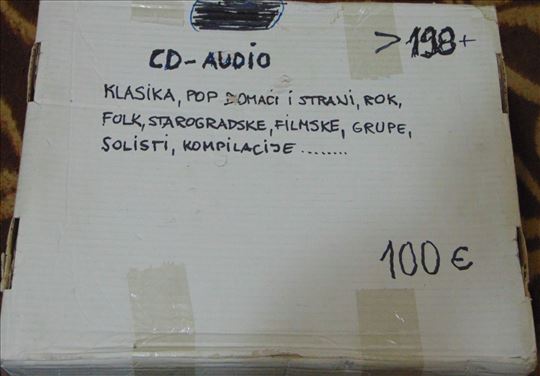 CD-AUDIO
>198+
KLASIKA, POP DOMAĆI I STRANI, ROK,
FOLK, STAROGRADSKE, FILMSKE, GRUPE,
SOLISTI, KOMPILACIJE ........
100 €